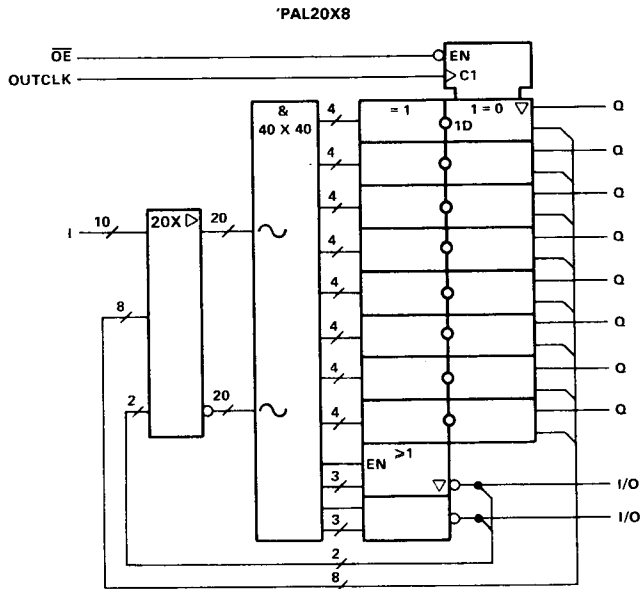 'PAL20X8
OE
EN
OUTCLK
C1
&
40 X 40
4
= 1
1 = 0
Q
1D
4
Q
4
Q
I
10
20X
20
4
Q
4
Q
8
4
Q
4
Q
2
20
4
Q
EN
≥1
3
I/O
3
I/O
2
8